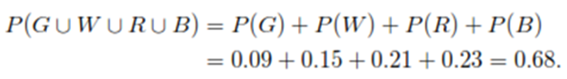 P(G ∪ W ∪ R ∪ B) = P(G) + P(W) + P(R) + P(B)
= 0.09 + 0.15 + 0.21 + 0.23 = 0.68.